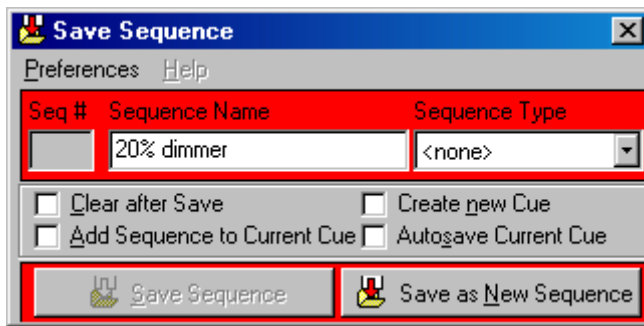 Save Sequence
Preferences Help
Seq # Sequence Name Sequence Type
20% dimmer <none>
Clear after Save Create new Cue
Add Sequence to Current Cue Autosave Current Cue
Save Sequence Save as New Sequence